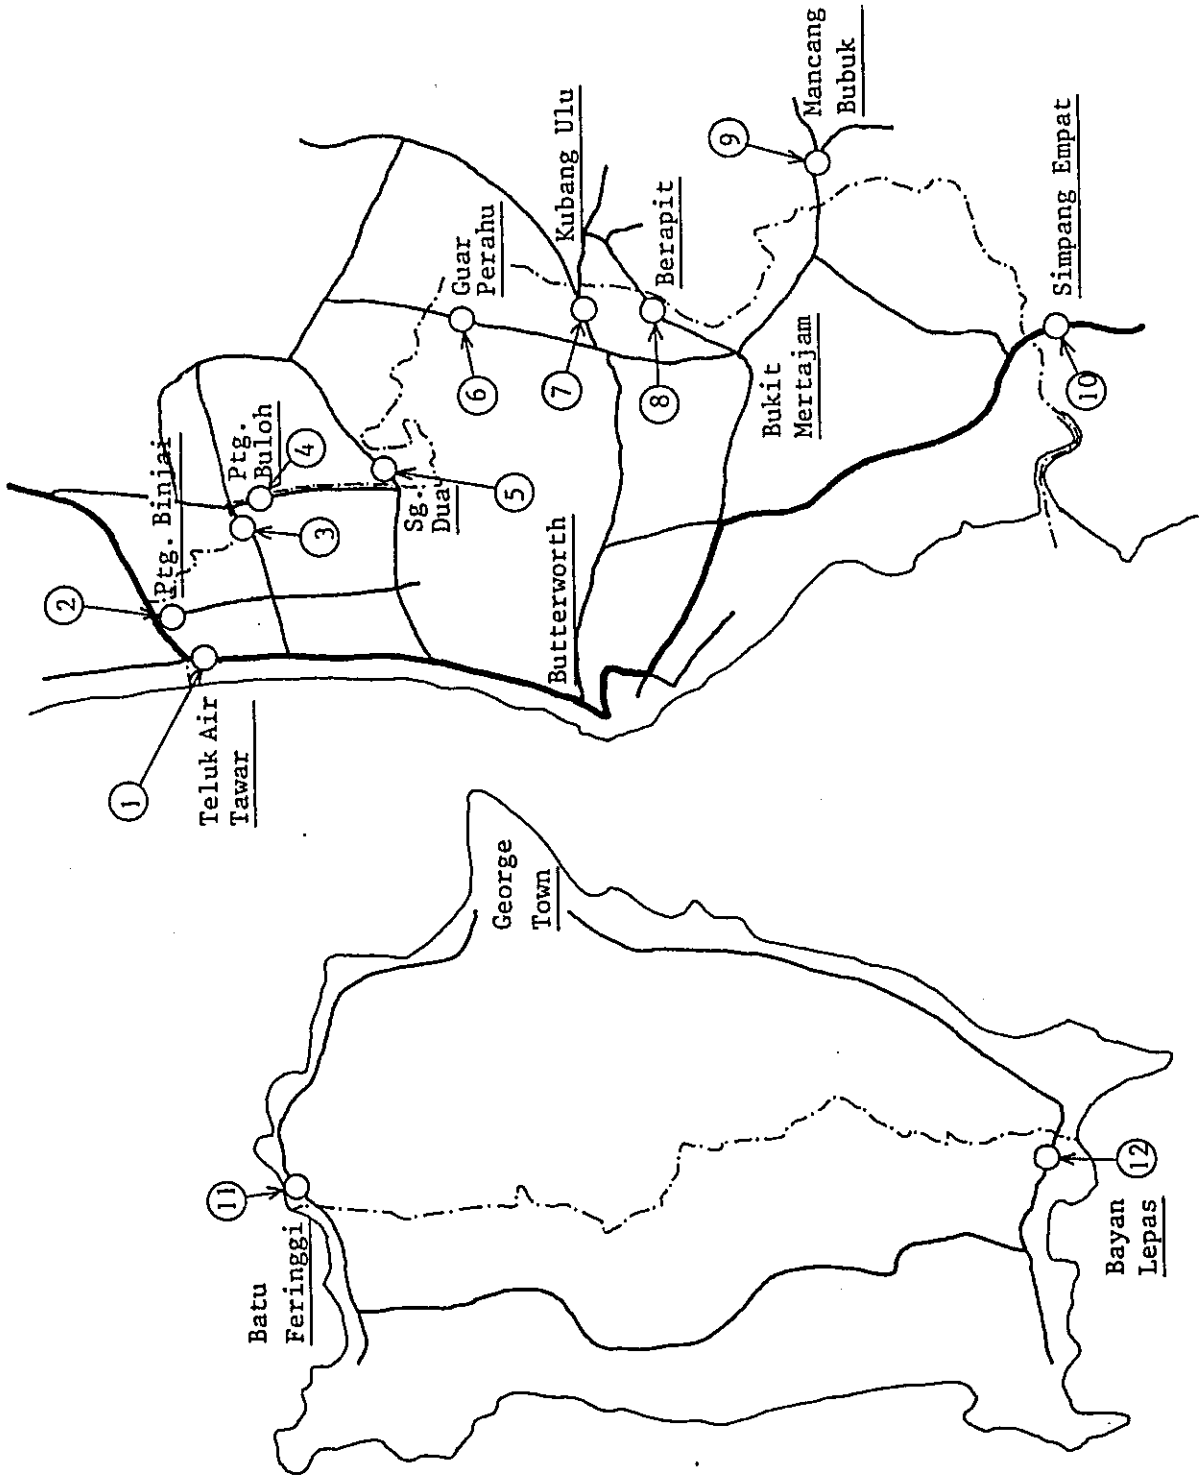 1
Teluk Air
Tawar
2
Ptg. Binjai
3
Ptg.
Buloh
4
Sg.
Dua
5
Guar
Perahu
6
Kubang Ulu
7
Berapit
8
Mancang
Bubuk
9
Simpang Empat
10
Butterworth
Bukit
Mertajam
George
Town
Batu
Feringgi
11
Bayan
Lepas
12